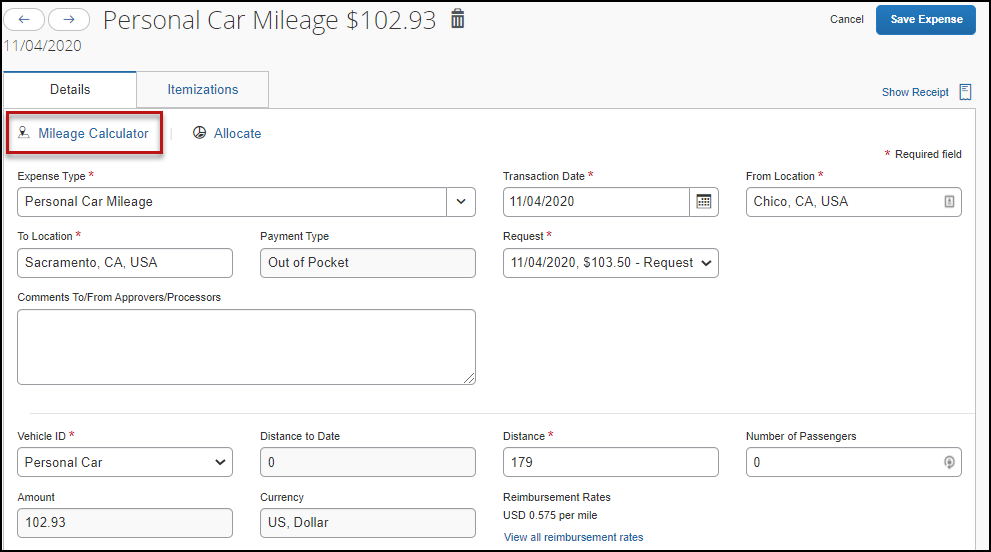 Personal Car Mileage $102.93
Cancel
Save Expense
11/04/2020
Details
Itemizations
Show Receipt
Mileage Calculator
Allocate
* Required field
Expense Type *
Transaction Date *
From Location *
Personal Car Mileage
11/04/2020
Chico, CA, USA
To Location *
Payment Type
Request *
Sacramento, CA, USA
Out of Pocket
11/04/2020, $103.50 - Request
Comments To/From Approvers/Processors
Vehicle ID *
Distance to Date
Distance *
Number of Passengers
Personal Car
0
179
0
Amount
Currency
Reimbursement Rates
102.93
US, Dollar
USD 0.575 per mile
View all reimbursement rates